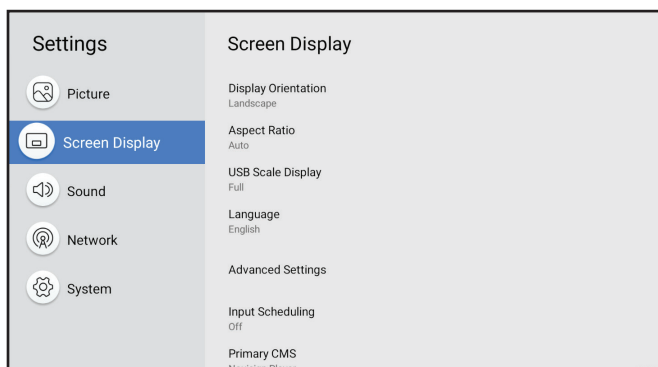 Settings
Picture
Screen Display
Sound
Network
System
Screen Display
Display Orientation
Landscape
Aspect Ratio
Auto
USB Scale Display
Full
Language
English
Advanced Settings
Input Scheduling
Off
Primary CMS